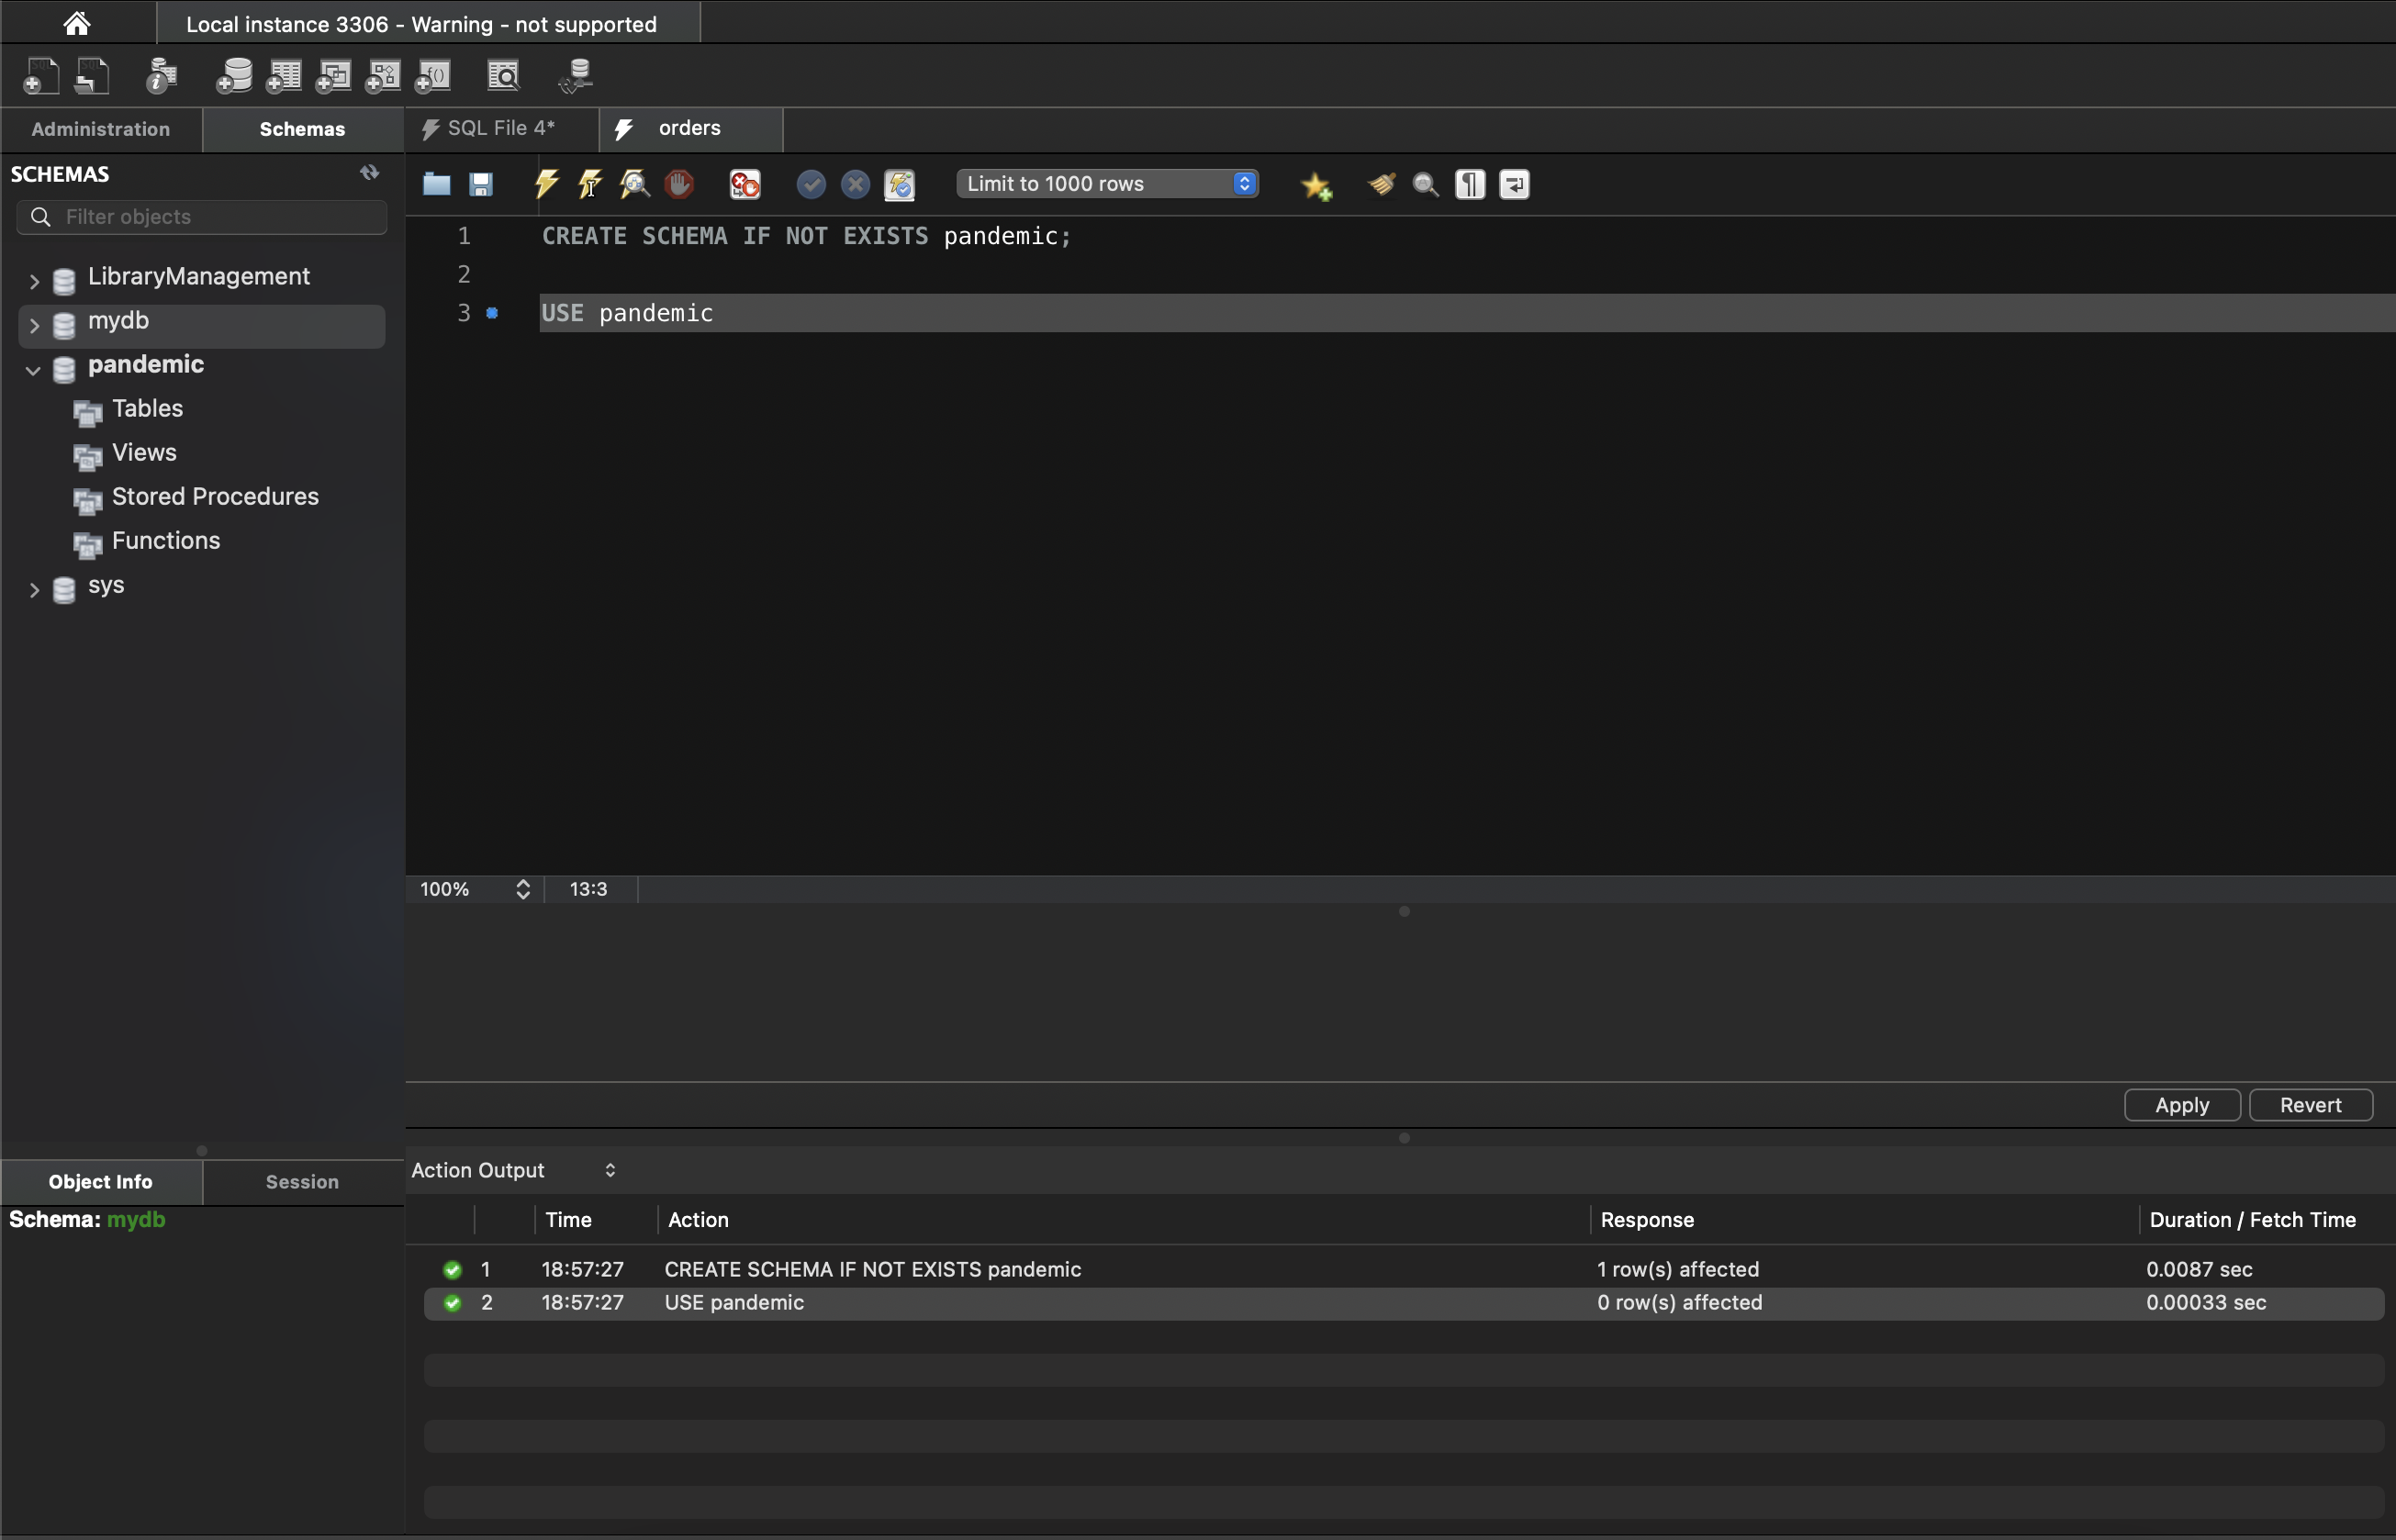 Local instance 3306 - Warning - not supported
Administration
Schemas
SQL File 4*
orders
SCHEMAS
Filter objects
Limit to 1000 rows
LibraryManagement
mydb
pandemic
Tables
Views
Stored Procedures
Functions
sys
1 CREATE SCHEMA IF NOT EXISTS pandemic;
2
3 USE pandemic
100% 13:3
Apply Revert
Object Info
Session
Schema: mydb
Action Output
Time Action Response Duration / Fetch Time
1 18:57:27 CREATE SCHEMA IF NOT EXISTS pandemic 1 row(s) affected 0.0087 sec
2 18:57:27 USE pandemic 0 row(s) affected 0.00033 sec